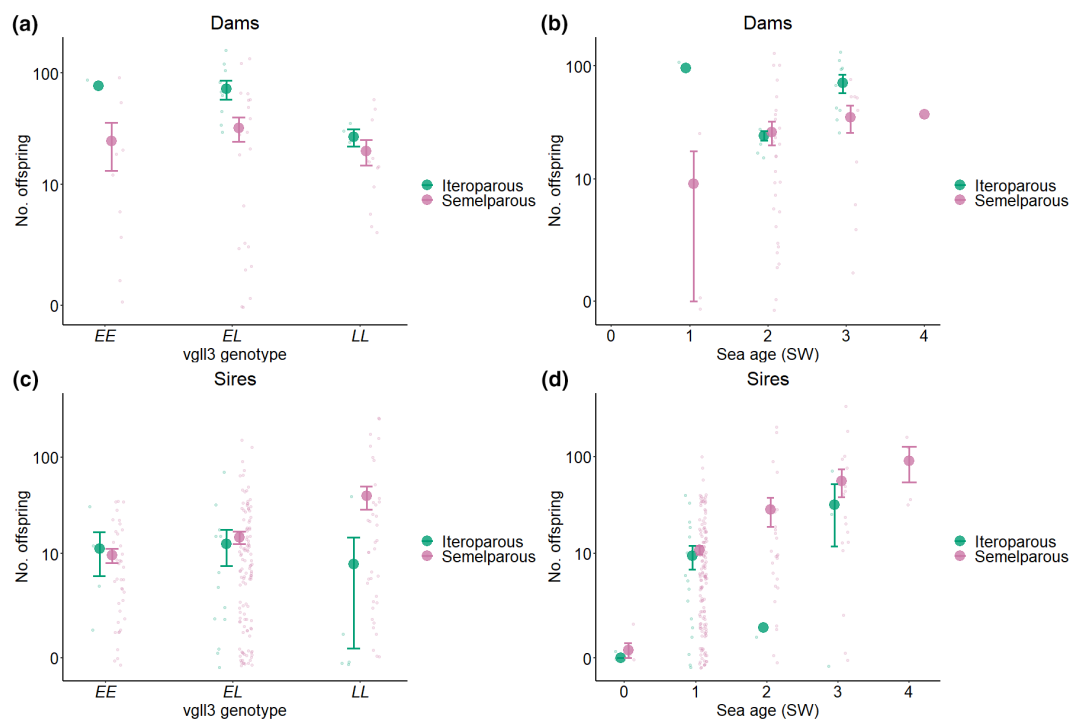 (a)
Dams
No. offspring
100
10
0
EE EL LL
vgll3 genotype
Iteroparous
Semelparous
(b)
Dams
No. offspring
100
10
0
0 1 2 3 4
Sea age (SW)
Iteroparous
Semelparous
(c)
Sires
No. offspring
100
10
0
EE EL LL
vgll3 genotype
Iteroparous
Semelparous
(d)
Sires
No. offspring
100
10
0
0 1 2 3 4
Sea age (SW)
Iteroparous
Semelparous